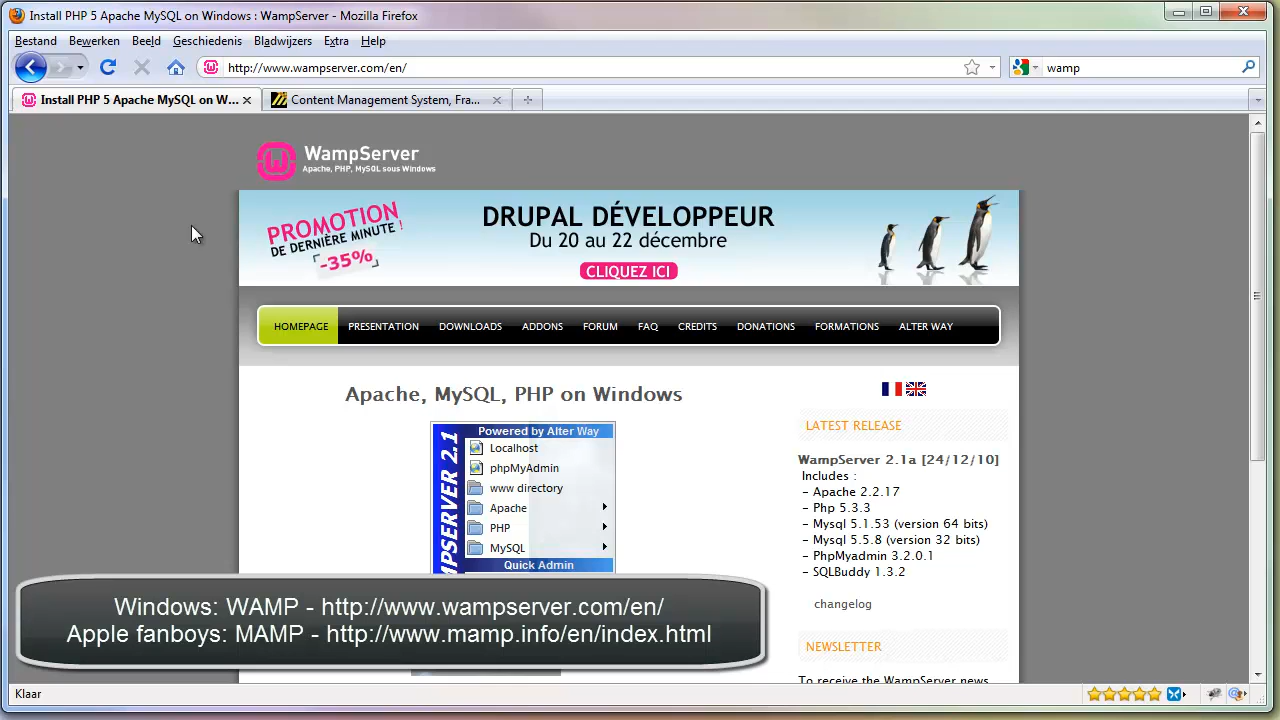 Install PHP 5 Apache MySQL on Windows : WampServer - Mozilla Firefox
Bestand Bewerken Beeld Geschiedenis Bladwijzers Extra Help
http://www.wampserver.com/en/
wamp
Install PHP 5 Apache MySQL on W...
Content Management System, Fra...
WampServer
Apache, PHP, MySQL sous Windows
PROMOTION
DE DERNIÈRE MINUTE !
-35%
DRUPAL DÉVELOPPEUR
Du 20 au 22 décembre
CLIQUEZ ICI
HOMEPAGE PRESENTATION DOWNLOADS ADDONS FORUM FAQ CREDITS DONATIONS FORMATIONS ALTER WAY
Apache, MySQL, PHP on Windows
Powered by Alter Way
Localhost
phpMyAdmin
www directory
Apache
PHP
MySQL
Quick Admin
LATEST RELEASE
WampServer 2.1a [24/12/10]
Includes :
- Apache 2.2.17
- Php 5.3.3
- Mysql 5.1.53 (version 64 bits)
- Mysql 5.5.8 (version 32 bits)
- PhpMyadmin 3.2.0.1
- SQLBuddy 1.3.2
changelog
NEWSLETTER
To receive the WampServer news
Windows: WAMP - http://www.wampserver.com/en/
Apple fanboys: MAMP - http://www.mamp.info/en/index.html
Klaar